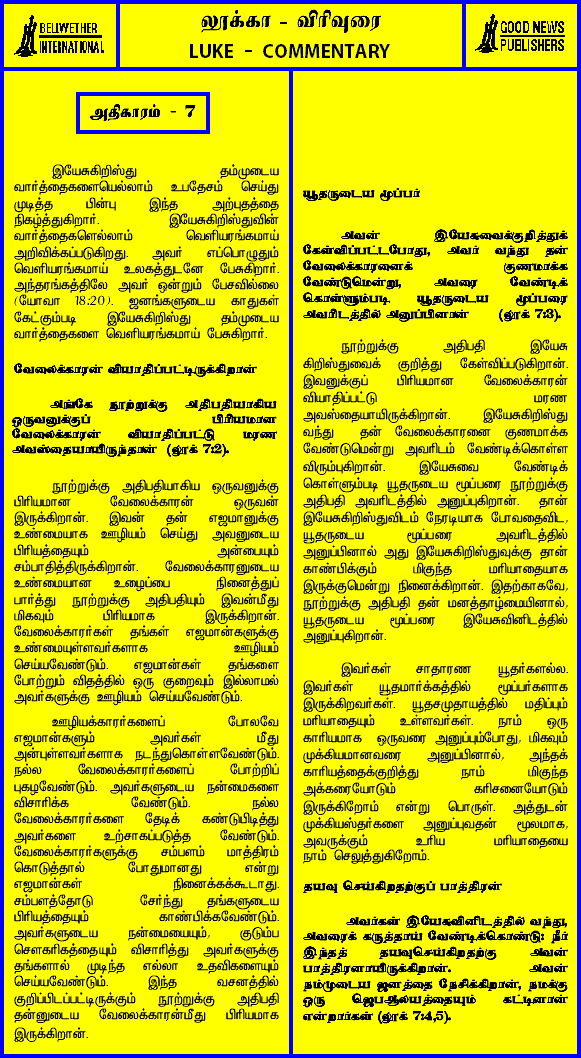 BELWETHER
INTERNATIONAL
லூக்கா - விரிவுரை
LUKE - COMMENTARY
GOOD NEWS
PUBLISHERS
அதிகாரம் - 7
இயேசுகிறிஸ்து தம்முடைய
வார்த்தைகளையெல்லாம் உபதேசம் செய்து
முடித்த பின்பு இந்த அற்புதத்தை
நிகழ்த்துகிறார். இயேசுகிறிஸ்துவின்
வார்த்தைகளெல்லாம் வெளியரங்கமாய்
அறிவிக்கப்படுகிறது. அவர் எப்பொழுதும்
வெளியரங்கமாய் உலகத்துடனே பேசுகிறார்.
அந்தரங்கத்திலே அவர் ஒன்றும் பேசவில்லை
(யோவா 18:20). ஜனங்களுடைய காதுகள்
கேட்கும்படி இயேசுகிறிஸ்து தம்முடைய
வார்த்தைகளை வெளியரங்கமாய் பேசுகிறார்.
வேலைக்காரன் வியாதிப்பட்டிருக்கிறான்
அங்கே நூற்றுக்கு அதிபதியாகிய
ஒருவனுக்குப் பிரியமான
வேலைக்காரன் வியாதிப்பட்டு மரண
அவஸ்தையாயிருந்தான் (லூக் 7:2).
நூற்றுக்கு அதிபதியாகிய ஒருவனுக்கு
பிரியமான வேலைக்காரன் ஒருவன்
இருக்கிறான். இவன் தன் எஜமானுக்கு
உண்மையாக ஊழியம் செய்து அவனுடைய
பிரியத்தையும் அன்பையும்
சம்பாதித்திருக்கிறான். வேலைக்காரனுடைய
உண்மையான உழைப்பை நினைத்துப்
பார்த்து நூற்றுக்கு அதிபதியும் இவன்மீது
மிகவும் பிரியமாக இருக்கிறான்.
வேலைக்காரர்கள் தங்கள் எஜமான்களுக்கு
உண்மையுள்ளவர்களாக ஊழியம்
செய்யவேண்டும். எஜமான்கள் தங்களை
போற்றும் விதத்தில் ஒரு குறைவும் இல்லாமல்
அவர்களுக்கு ஊழியம் செய்யவேண்டும்.
ஊழியக்காரர்களைப் போலவே
எஜமான்களும் அவர்கள் மீது
அன்புள்ளவர்களாக நடந்துகொள்ளவேண்டும்.
நல்ல வேலைக்காரர்களைப் போற்றிப்
புகழவேண்டும். அவர்களுடைய நன்மைகளை
விசாரிக்க வேண்டும். நல்ல
வேலைக்காரர்களை தேடிக் கண்டுபிடித்து
அவர்களை உற்சாகப்படுத்த வேண்டும்.
வேலைக்காரர்களுக்கு சம்பளம் மாத்திரம்
கொடுத்தால் போதுமானது என்று
எஜமான்கள் நினைக்கக்கூடாது.
சம்பளத்தோடு சேர்ந்து தங்களுடைய
பிரியத்தையும் காண்பிக்கவேண்டும்.
அவர்களுடைய நன்மையையும், குடும்ப
சௌகரிகத்தையும் விசாரித்து அவர்களுக்கு
தங்களால் முடிந்த எல்லா உதவிகளையும்
செய்யவேண்டும். இந்த வசனத்தில்
குறிப்பிடப்பட்டிருக்கும் நூற்றுக்கு அதிபதி
தன்னுடைய வேலைக்காரன்மீது பிரியமாக
இருக்கிறான்.
யூதருடைய மூப்பர்
அவன் இயேசுவைக்குறித்துக்
கேள்விப்பட்டபோது, அவர் வந்து தன்
வேலைக்காரனைக் குணமாக்க
வேண்டுமென்று, அவரை வேண்டிக்
கொள்ளும்படி யூதருடைய மூப்பரை
அவரிடத்தில் அனுப்பினான் (லூக் 7:3).
நூற்றுக்கு அதிபதி இயேசு
கிறிஸ்துவைக் குறித்து கேள்விப்படுகிறான்.
இவனுக்குப் பிரியமான வேலைக்காரன்
வியாதிப்பட்டு மரண
அவஸ்தையாயிருக்கிறான். இயேசுகிறிஸ்து
வந்து தன் வேலைக்காரனை குணமாக்க
வேண்டுமென்று அவரிடம் வேண்டிக்கொள்ள
விரும்புகிறான். இயேசுவை வேண்டிக்
கொள்ளும்படி யூதருடைய மூப்பரை நூற்றுக்கு
அதிபதி அவரிடத்தில் அனுப்புகிறான். தான்
இயேசுகிறிஸ்துவிடம் நேரடியாக போவதைவிட,
யூதருடைய மூப்பரை அவரிடத்தில்
அனுப்பினால் அது இயேசுகிறிஸ்துவுக்கு தான்
காண்பிக்கும் மிகுந்த மரியாதையாக
இருக்குமென்று நினைக்கிறான். இதற்காகவே,
நூற்றுக்கு அதிபதி தன் மனத்தாழ்மையினால்,
யூதருடைய மூப்பரை இயேசுவினிடத்தில்
அனுப்புகிறான்.
இவர்கள் சாதாரண யூதர்களல்ல.
இவர்கள் யூதமார்க்கத்தில் மூப்பர்களாக
இருக்கிறவர்கள். யூதசமுதாயத்தில் மதிப்பும்
மரியாதையும் உள்ளவர்கள். நாம் ஒரு
காரியமாக ஒருவரை அனுப்பும்போது, மிகவும்
முக்கியமானவரை அனுப்பினால், அந்தக்
காரியத்தைக்குறித்து நாம் மிகுந்த
அக்கரையோடும் கரிசனையோடும்
இருக்கிறோம் என்று பொருள். அத்துடன்
முக்கியஸ்தர்களை அனுப்புவதன் மூலமாக,
அவருக்கும் உரிய மரியாதையை
நாம் செலுத்துகிறோம்.
தயவு செய்கிறதற்குப் பாத்திரன்
அவர்கள் இயேசுவினிடத்தில் வந்து,
அவரைக் கருத்தாய் வேண்டிக்கொண்டு: நீர்
இந்தத் தயவுசெய்கிறதற்கு அவன்
பாத்திரனாயிருக்கிறான். அவன்
நம்முடைய ஜனத்தை நேசிக்கிறான், நமக்கு
ஒரு ஜெபஆலயத்தையும் கட்டினான்
என்றார்கள் (லூக் 7:4,5).